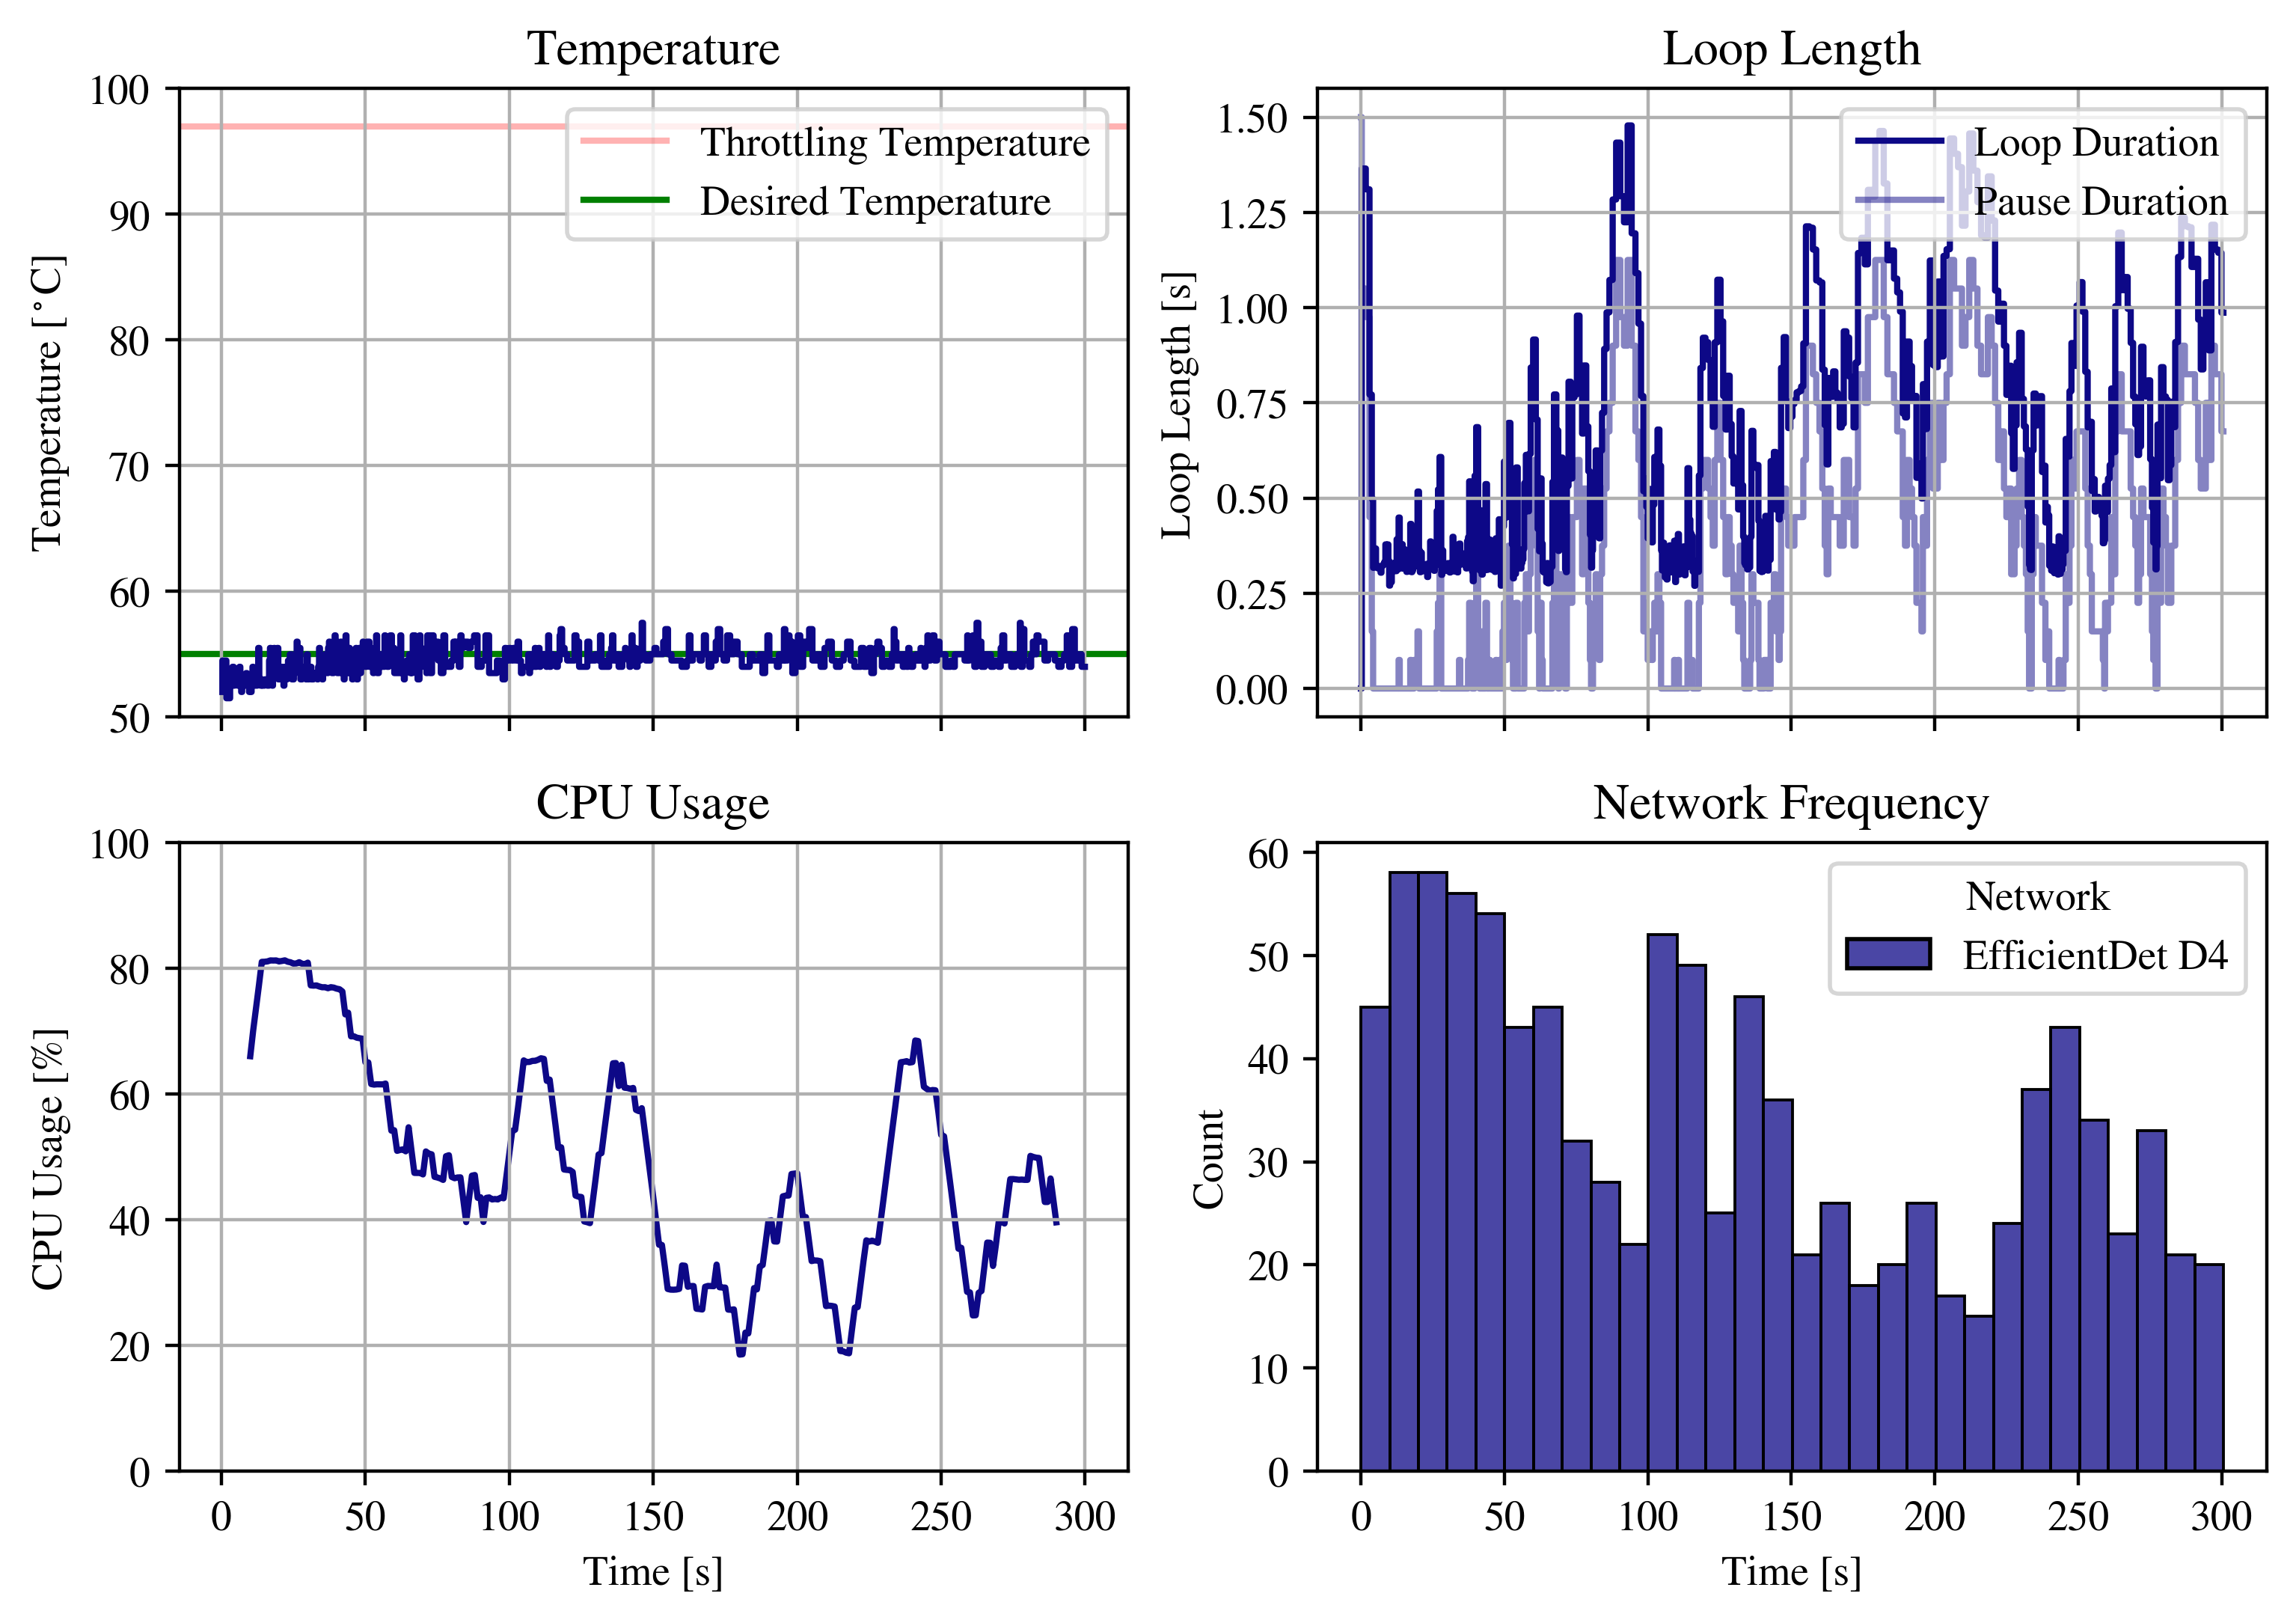 Temperature
100
90
80
70
60
50
Temperature [°C]
Throttling Temperature
Desired Temperature
Loop Length
1.50
1.25
1.00
0.75
0.50
0.25
0.00
Loop Length [s]
Loop Duration
Pause Duration
CPU Usage
100
80
60
40
20
0
CPU Usage [%]
0 50 100 150 200 250 300
Time [s]
Network Frequency
60
50
40
30
20
10
0
Count
Network
EfficientDet D4
0 50 100 150 200 250 300
Time [s]